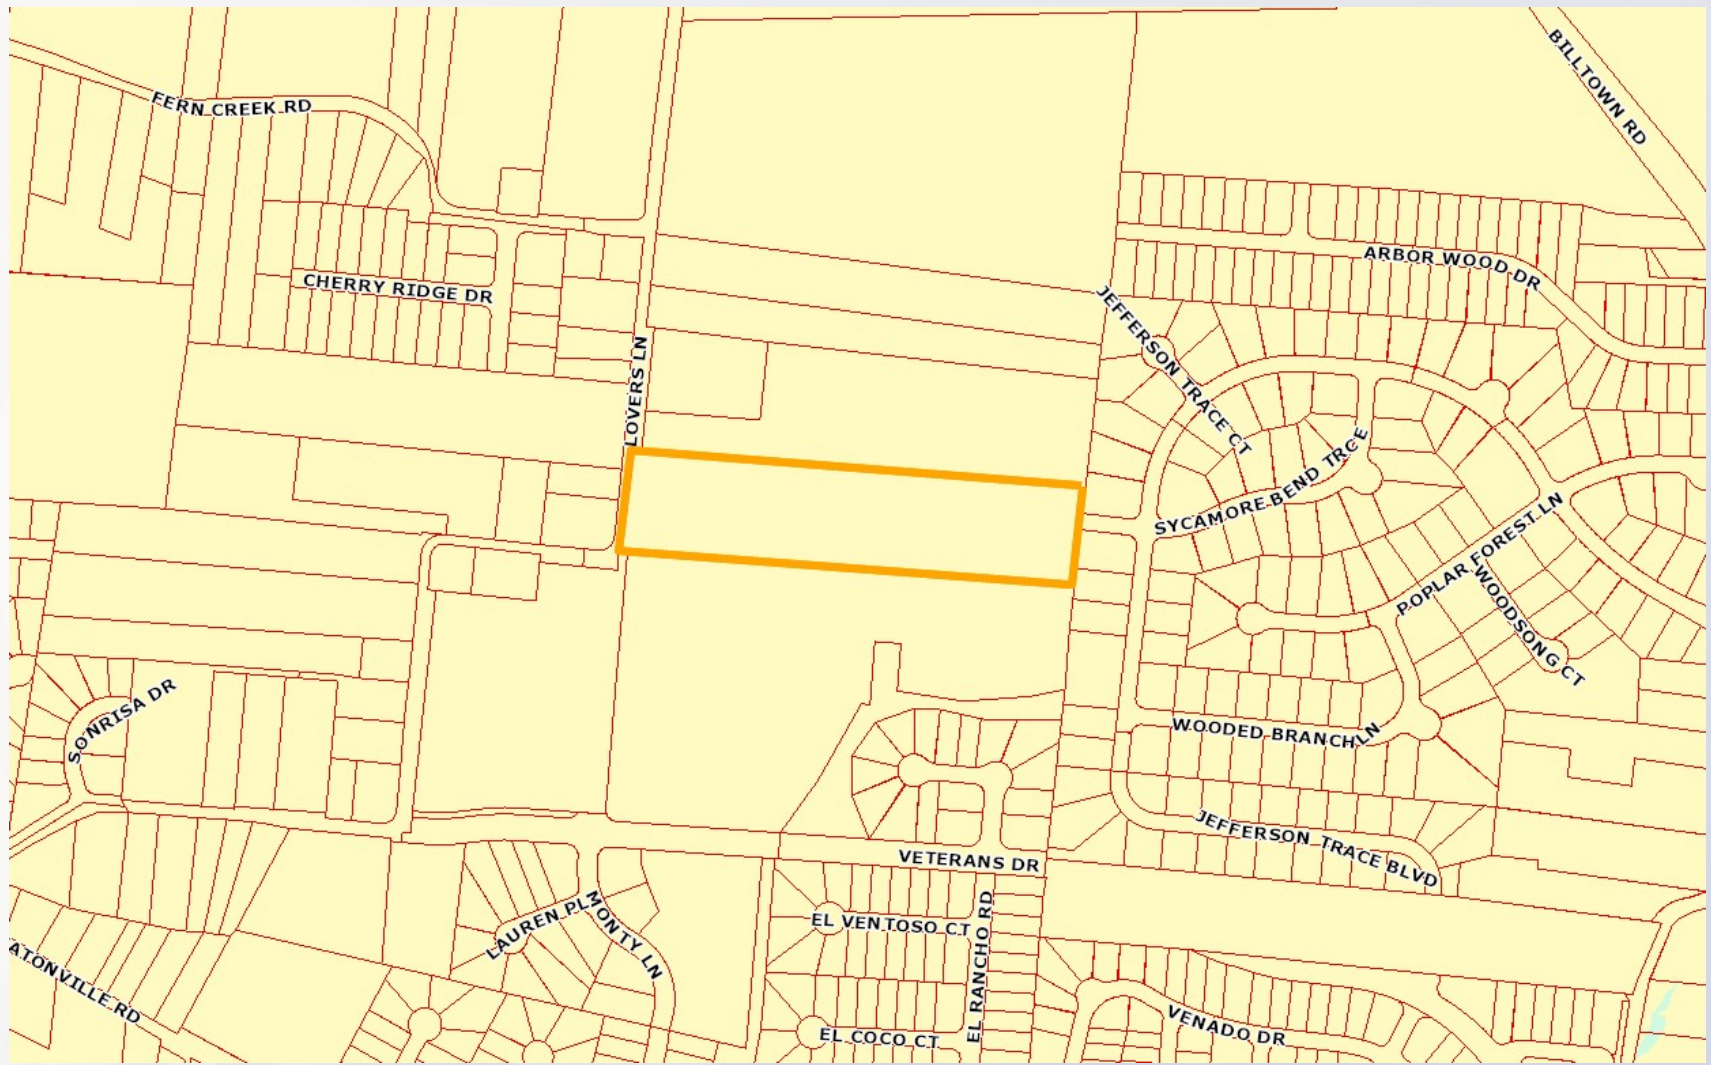 BILLTOWN RD
FERN CREEK RD
ARBOR WOOD DR
CHERRY RIDGE DR
JEFFERSON TRACE CT
LOVERS LN
SYCAMORE BEND TRCE
POPLAR FOREST LN
WOODSONG CT
SONRISA DR
WOODED BRANCH LN
JEFFERSON TRACE BLVD
VETERANS DR
LAUREN PL
MONTY LN
EL VENTOSO CT
EL RANCHO RD
ATONVILLE RD
VENADO DR
EL COCO CT